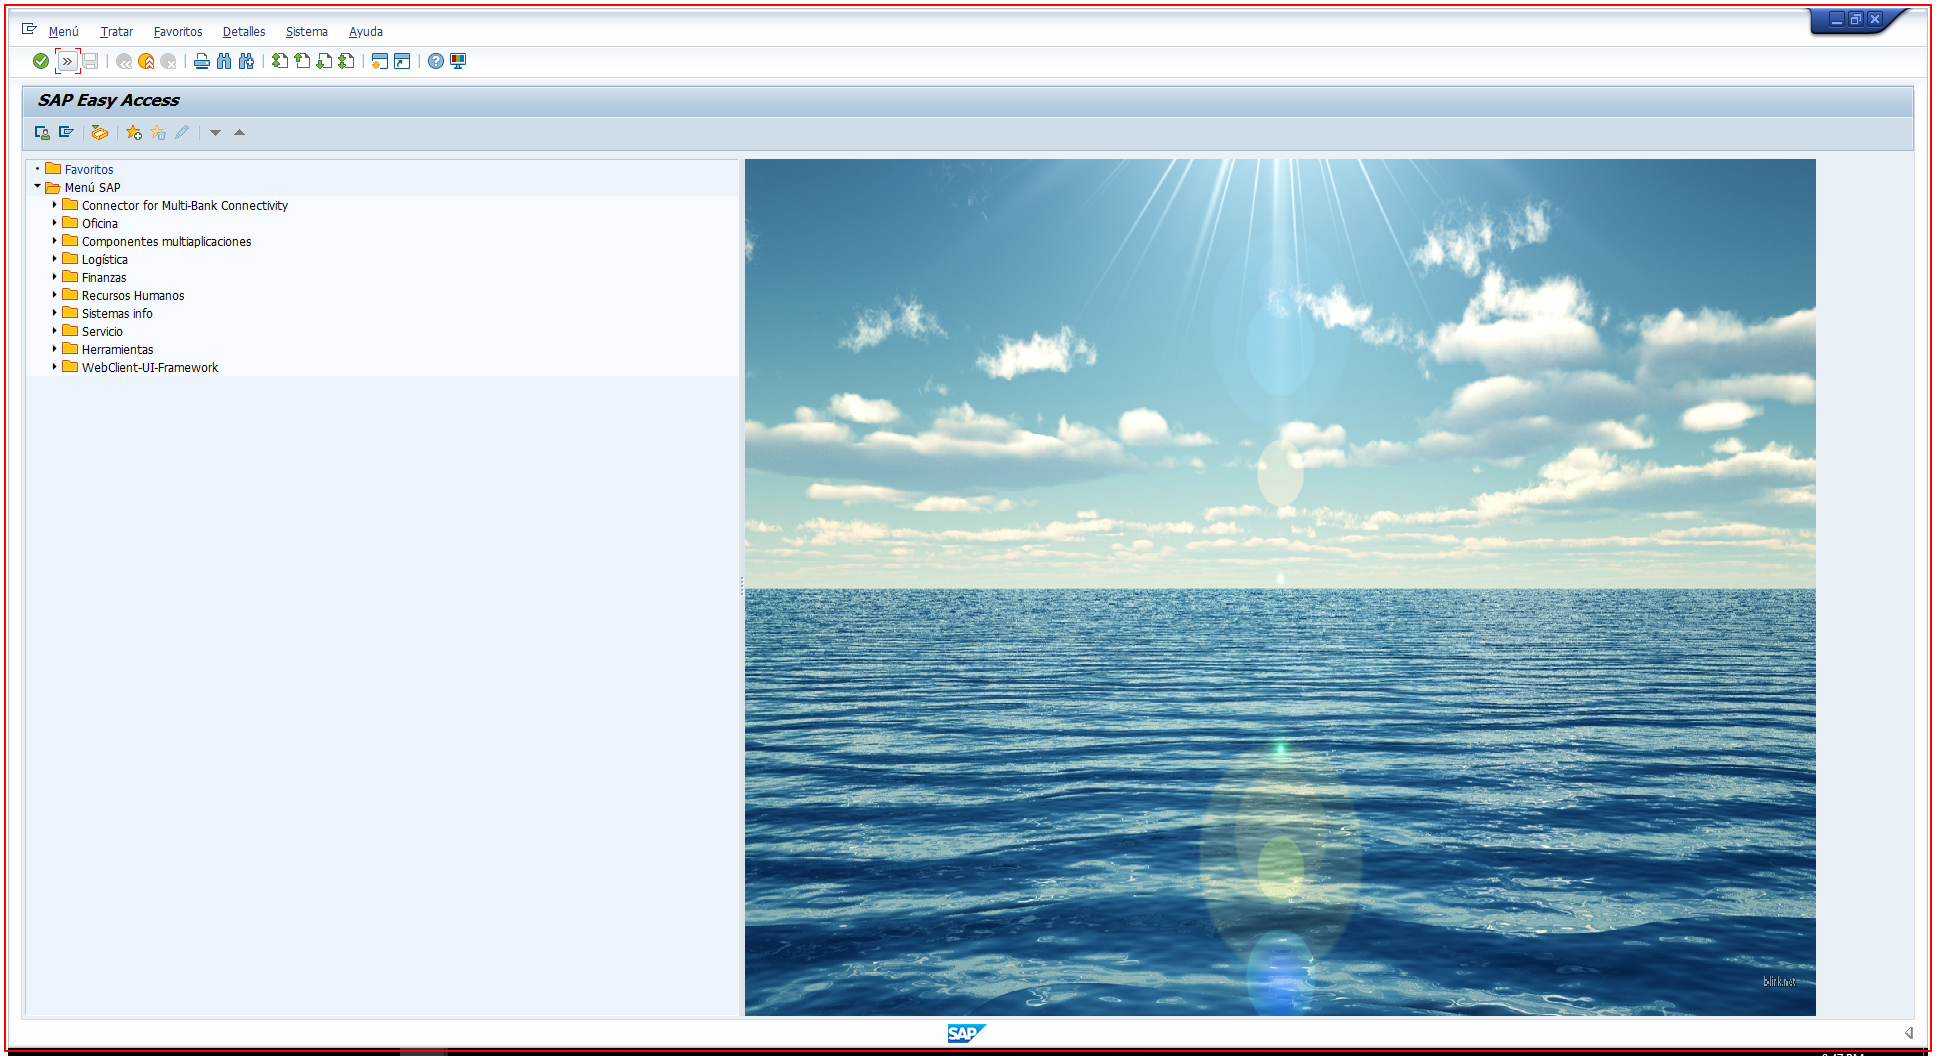 Menú Tratar Favoritos Detalles Sistema Ayuda
SAP Easy Access
Favoritos
Menú SAP
Connector for Multi-Bank Connectivity
Oficina
Componentes multiaplicaciones
Logística
Finanzas
Recursos Humanos
Sistemas info
Servicio
Herramientas
WebClient-UI-Framework
SAP